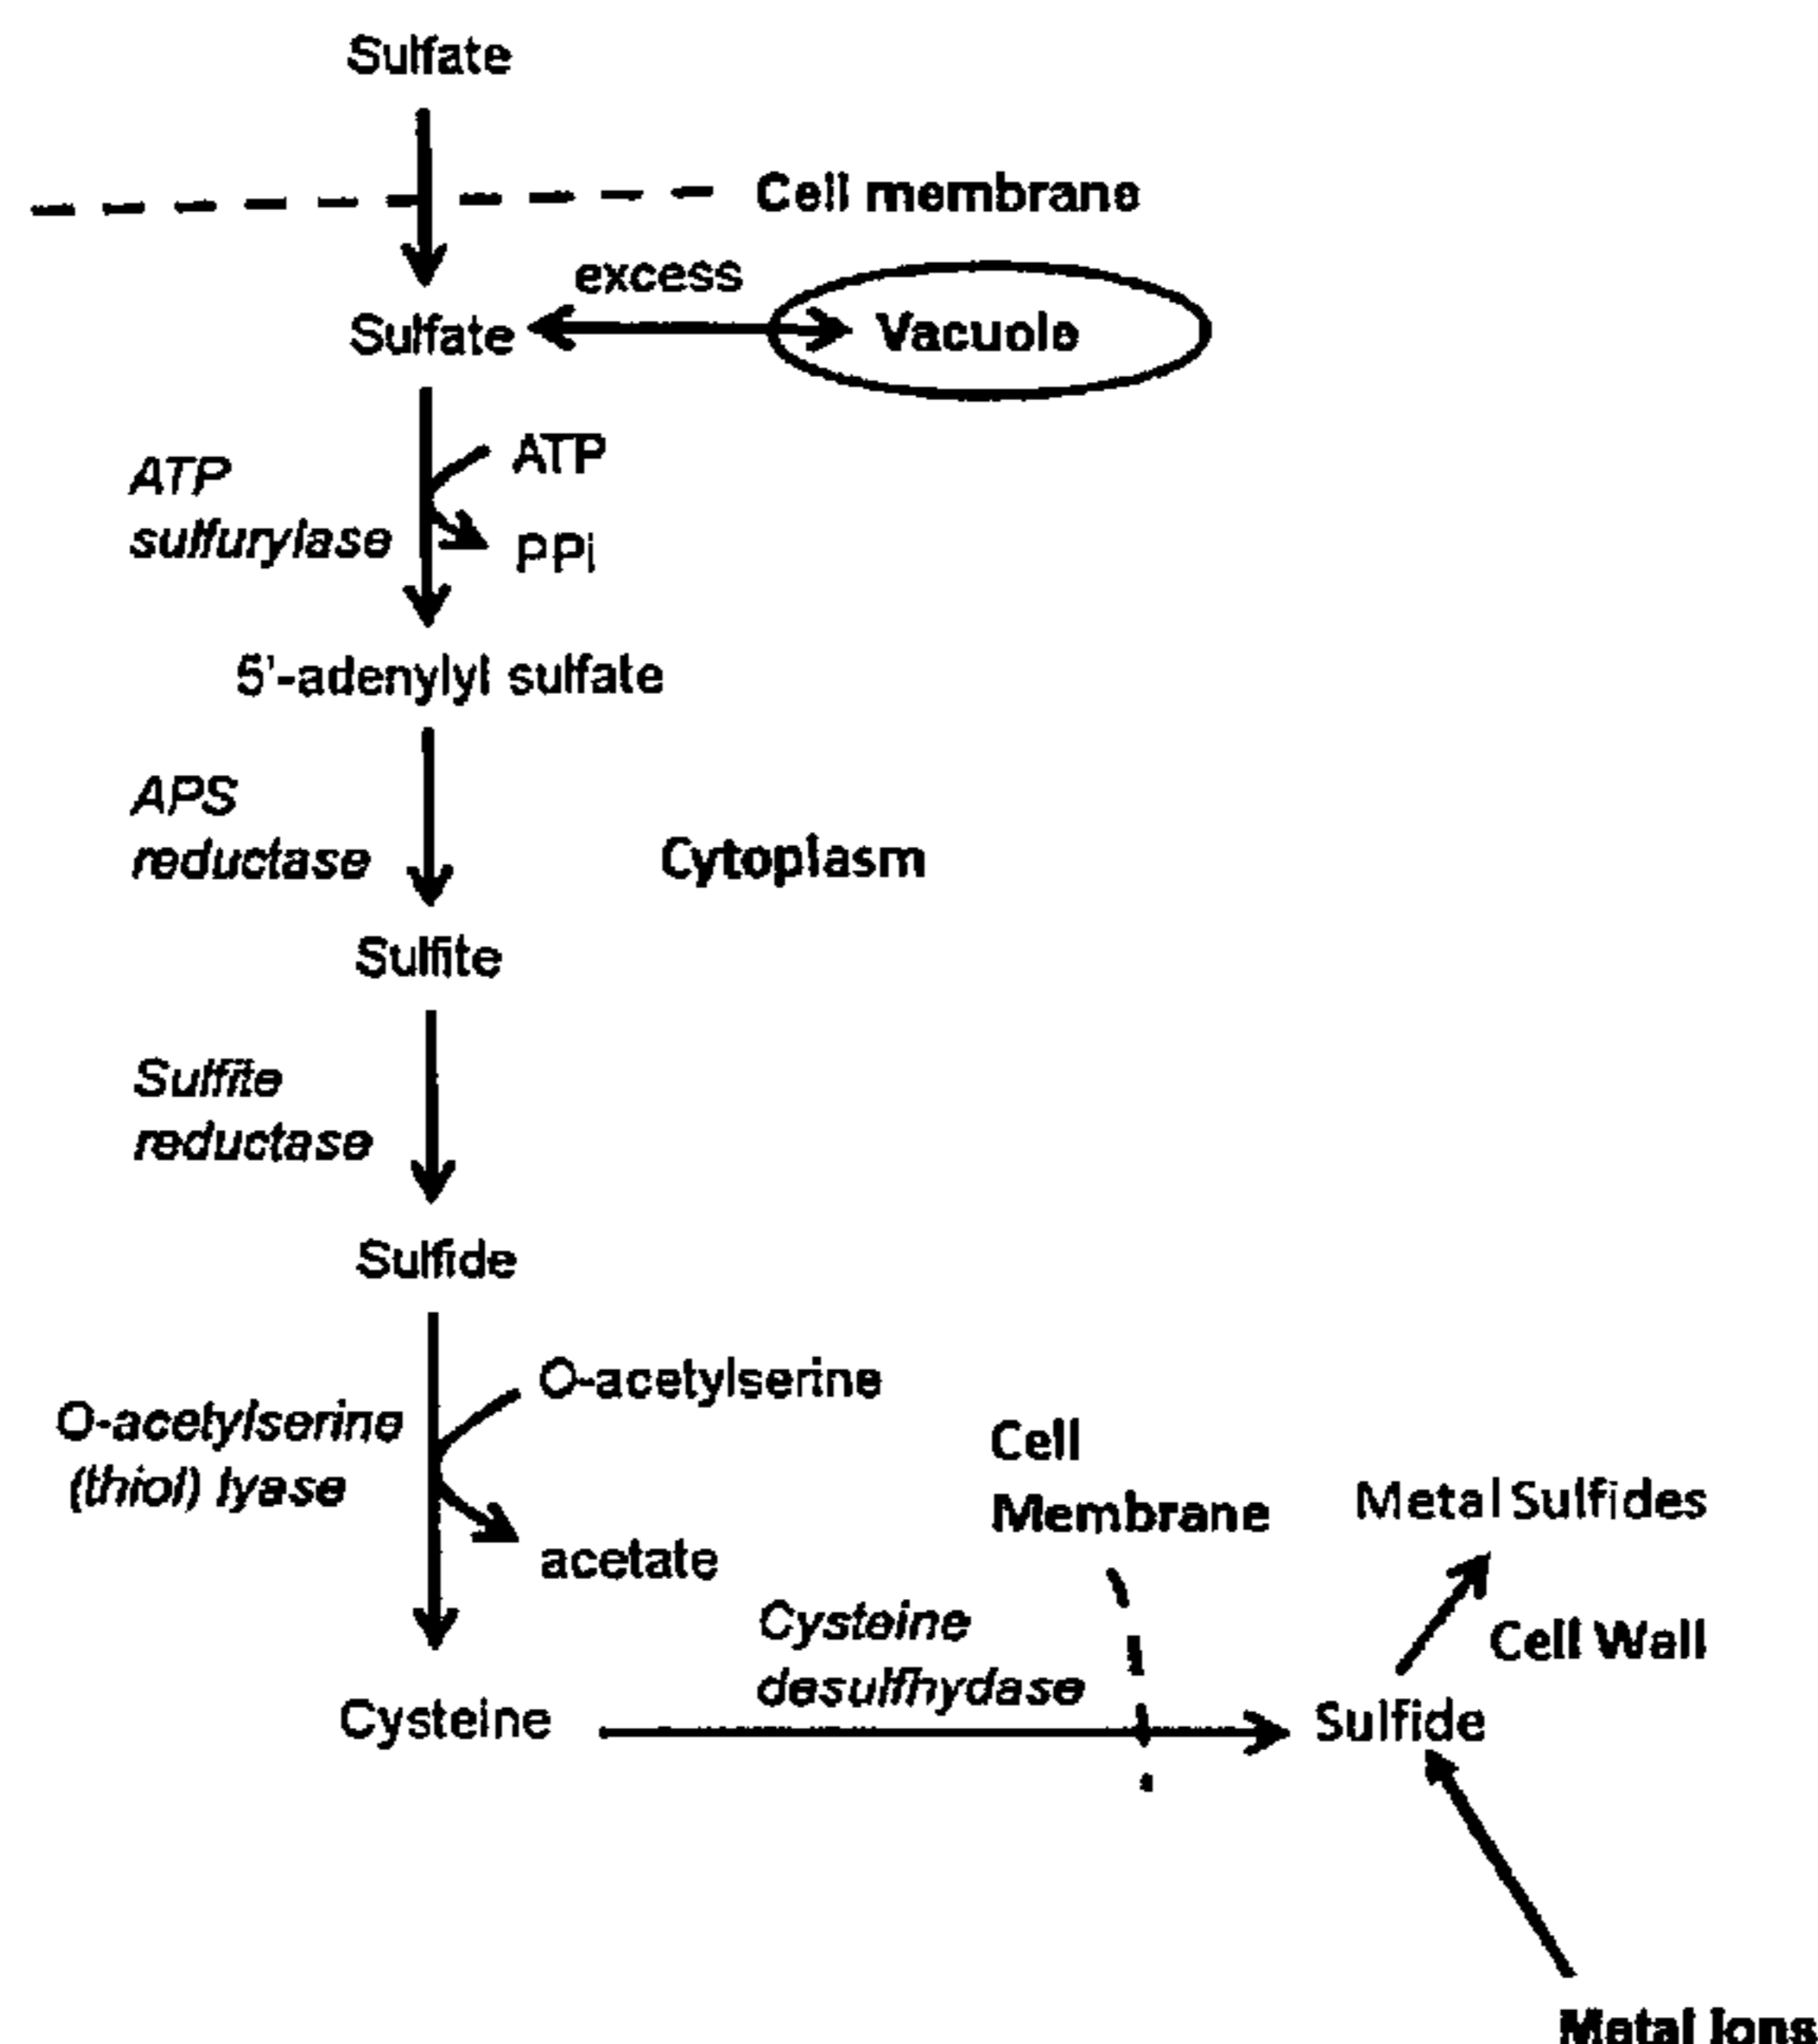 Sulfate
Cell membrane
excess
Sulfate
Vacuole
ATP
ATP
sulfurylase
PPi
5'-adenylyl sulfate
APS
reductase
Cytoplasm
Sulfite
Sulfite
reductase
Sulfide
O-acetylserine
O-acetylserine
(thiol) lyase
acetate
Cell
Membrane
Metal Sulfides
Cysteine
desulfhydase
Cell Wall
Cysteine
Sulfide
Metal Ions